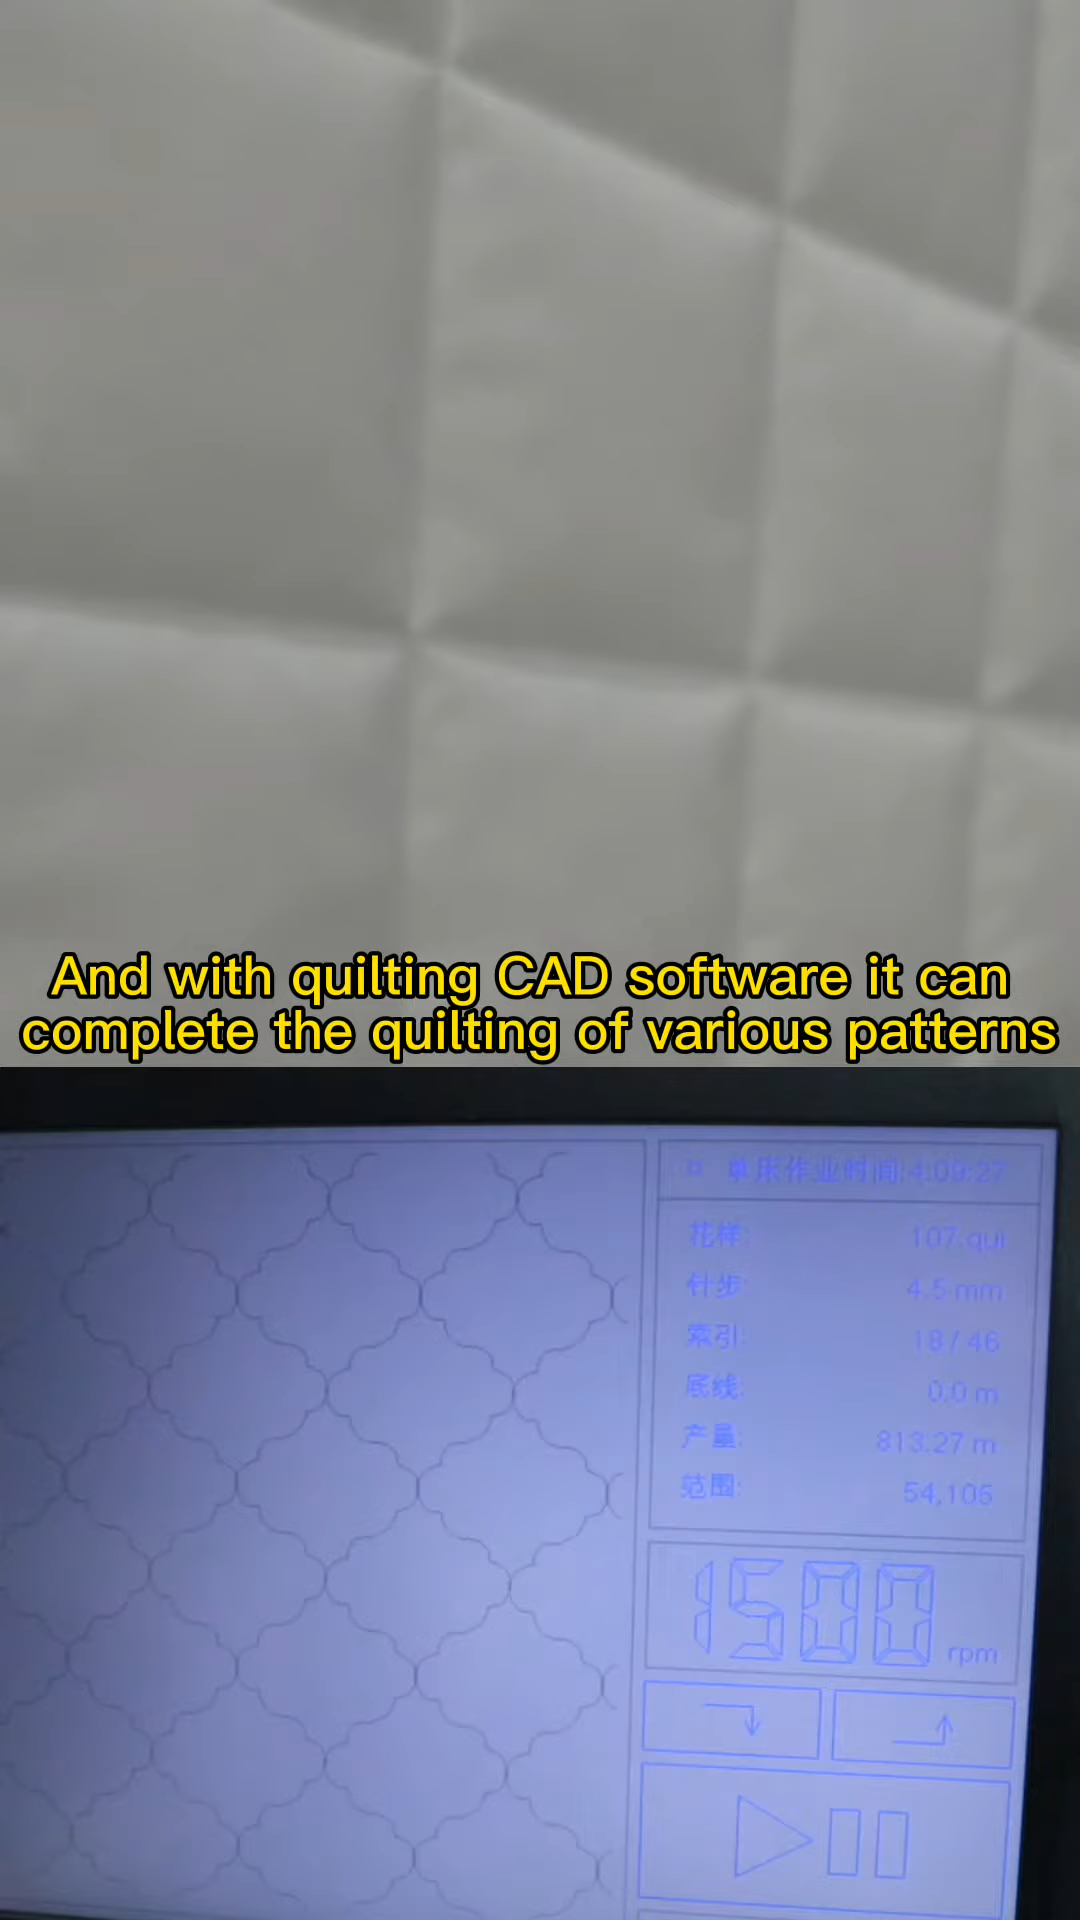 And with quilting CAD software it can
complete the quilting of various patterns
单床作业时间:4:09:27
花样: 107.qui
针步: 4.5 mm
索引: 18 / 46
底线: 0.0 m
产量: 813.27 m
范围: 54,105
1500 rpm